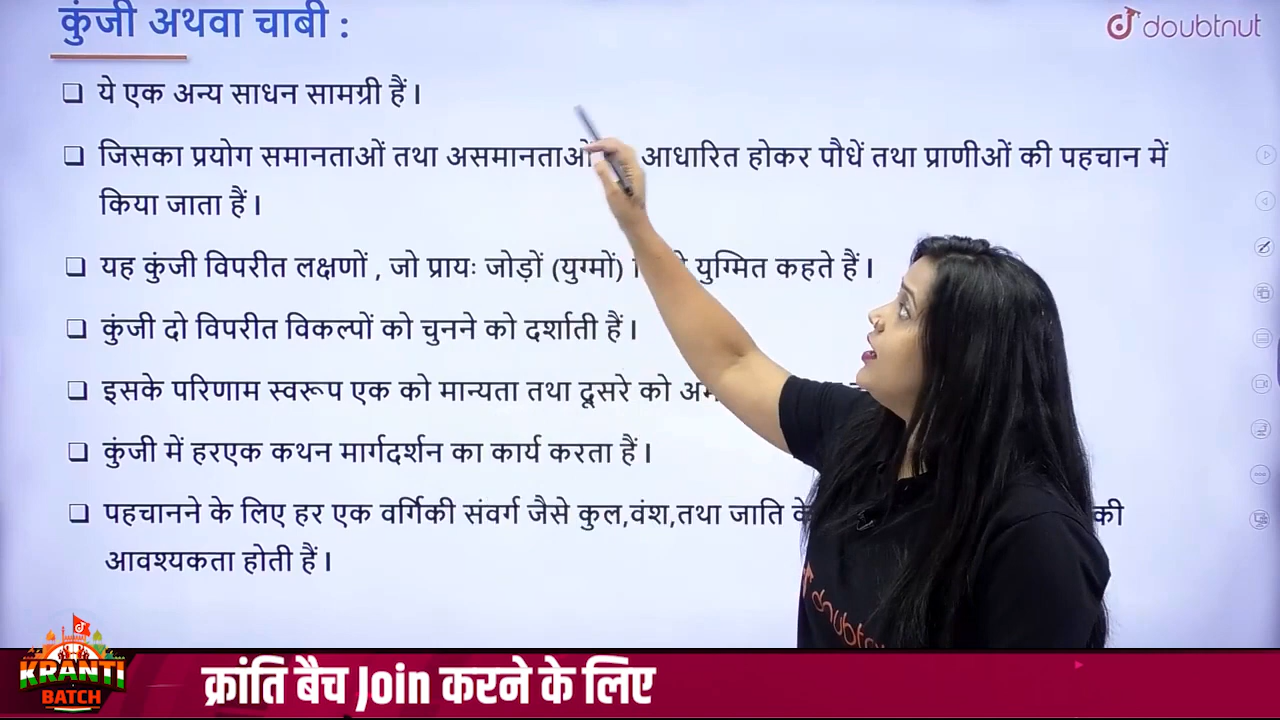 कुंजी अथवा चाबी :
doubtnut
❑ ये एक अन्य साधन सामग्री हैं ।
❑ जिसका प्रयोग समानताओं तथा असमानताओं आधारित होकर पौधें तथा प्राणीओं की पहचान में
किया जाता हैं ।
❑ यह कुंजी विपरीत लक्षणों , जो प्रायः जोड़ों (युग्मों) युग्मित कहते हैं ।
❑ कुंजी दो विपरीत विकल्पों को चुनने को दर्शाती हैं ।
❑ इसके परिणाम स्वरूप एक को मान्यता तथा दूसरे को
❑ कुंजी में हरएक कथन मार्गदर्शन का कार्य करता हैं ।
❑ पहचानने के लिए हर एक वर्गिकी संवर्ग जैसे कुल,वंश,तथा जाति की
आवश्यकता होती हैं ।
doubtnut
KRANTI
BATCH
क्रांति बैच Join करने के लिए